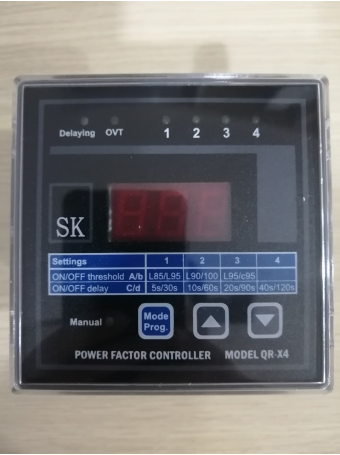 Delaying OVT 1 2 3 4
SK
Settings 1 2 3 4
ON/OFF threshold A/b L85/L95 L90/100 L95/c95
ON/OFF delay C/d 5s/30s 10s/60s 20s/90s 40s/120s
Manual Mode Prog.
POWER FACTOR CONTROLLER MODEL QR-X4